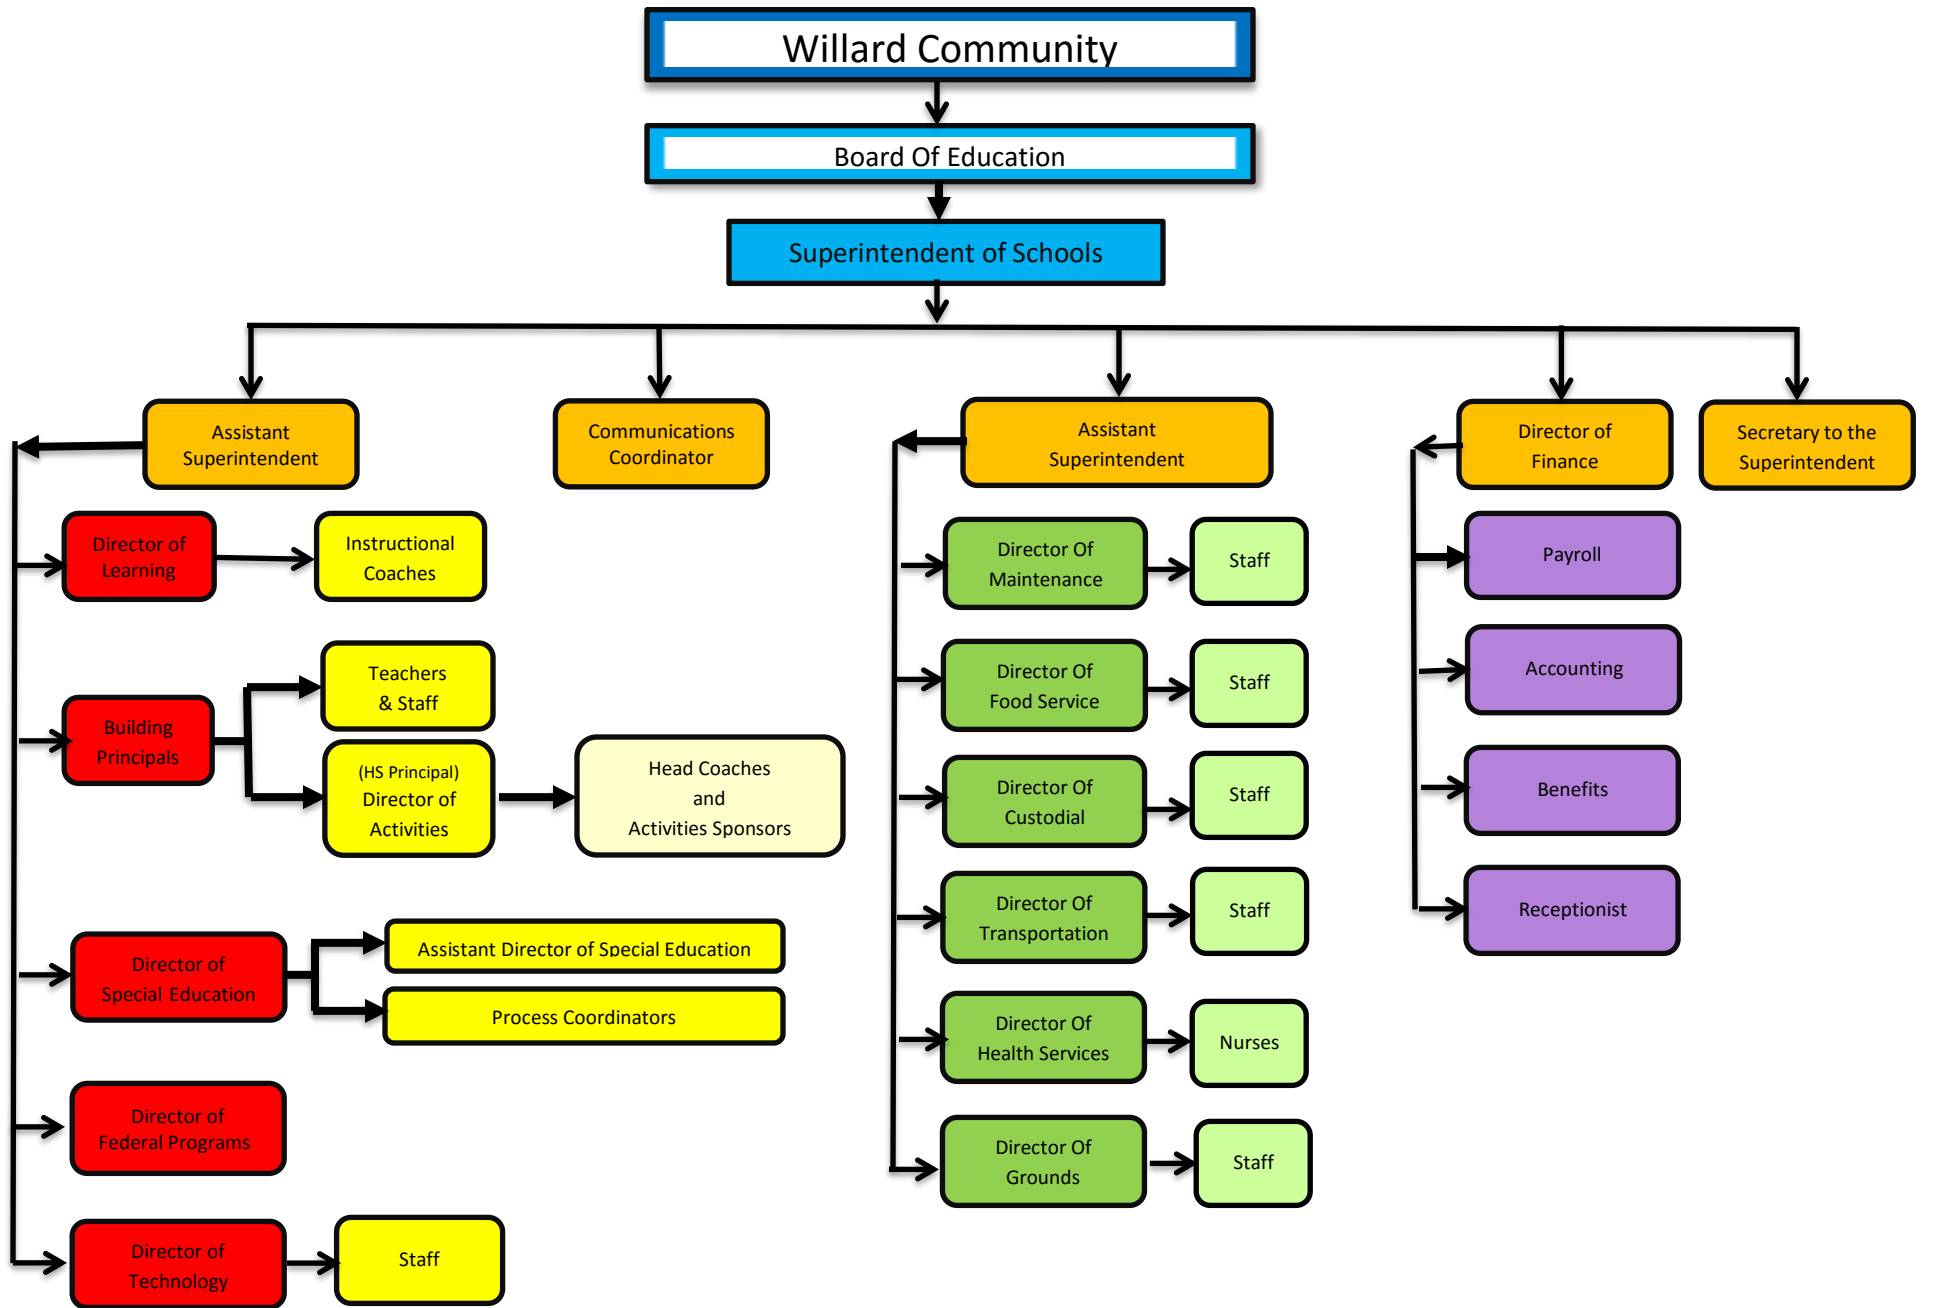 Willard Community
Board Of Education
Superintendent of Schools
Assistant
Superintendent
Communications
Coordinator
Assistant
Superintendent
Director of
Finance
Secretary to the
Superintendent
Director of
Learning
Instructional
Coaches
Building
Principals
Teachers
& Staff
(HS Principal)
Director of
Activities
Head Coaches
and
Activities Sponsors
Director of
Special Education
Assistant Director of Special Education
Process Coordinators
Director of
Federal Programs
Director of
Technology
Staff
Director Of
Maintenance
Staff
Director Of
Food Service
Staff
Director Of
Custodial
Staff
Director Of
Transportation
Staff
Director Of
Health Services
Nurses
Director Of
Grounds
Staff
Payroll
Accounting
Benefits
Receptionist